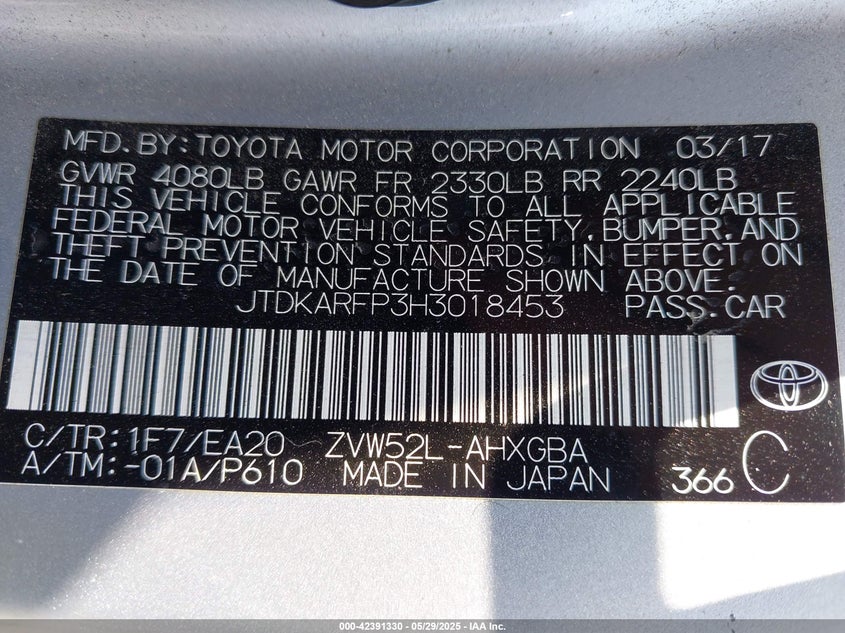 MFD.BY:TOYOTA MOTOR CORPORATION 03/17
GVWR 4080LB GAWR FR 2330LB RR 2240LB
THIS VEHICLE CONFORMS TO ALL APPLICABLE
FEDERAL MOTOR VEHICLE SAFETY,BUMPER,AND
THEFT PREVENTION STANDARDS IN EFFECT ON
THE DATE OF MANUFACTURE SHOWN ABOVE.
JTDKARFP3H3018453 PASS.CAR
C/TR:1F7/EA20 ZVW52L-AHXGBA
A/TM:-01A/P610 MADE IN JAPAN 366 C
000-42391330 - 05/29/2025 - IAA Inc.